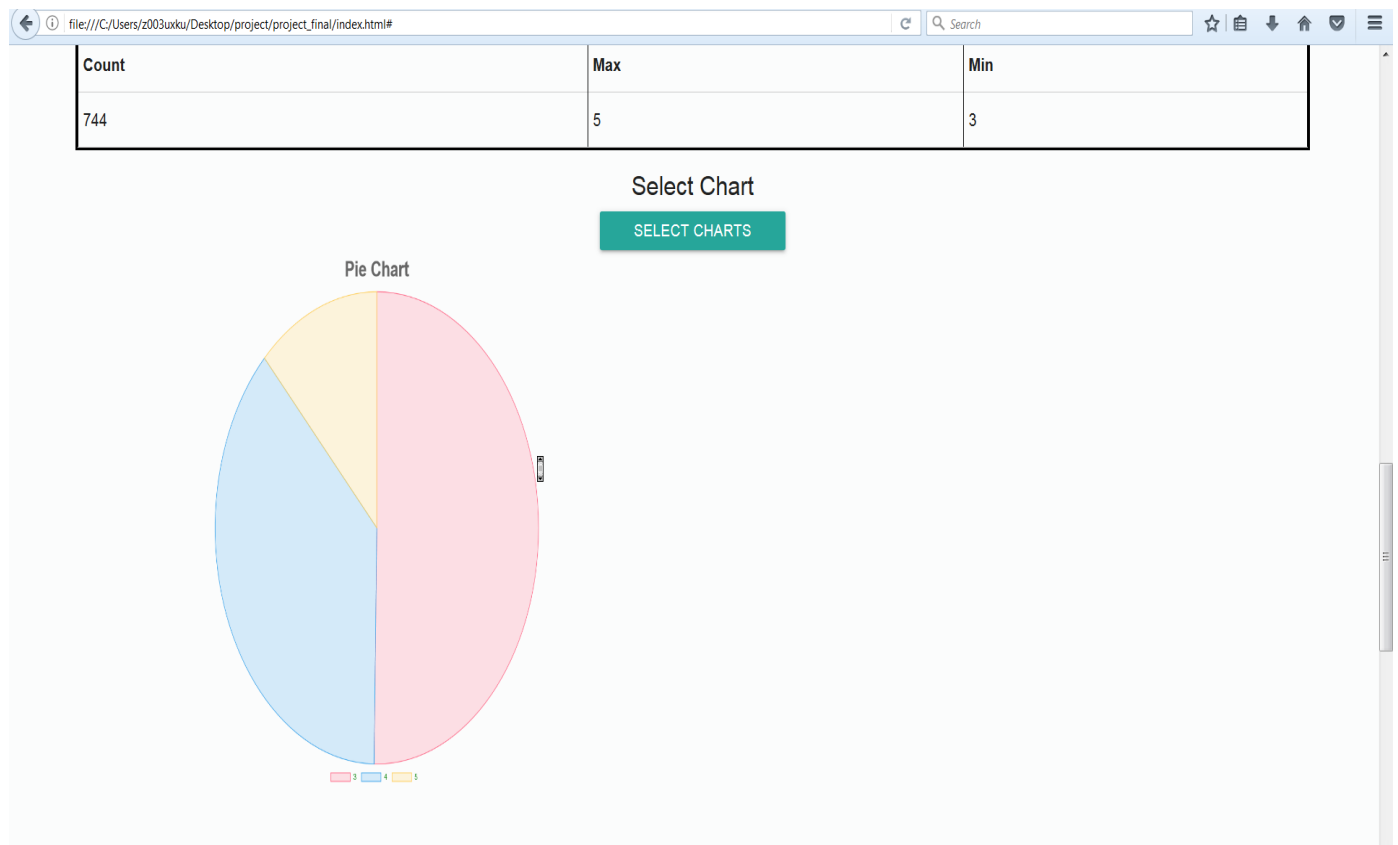 file:///C:/Users/z003uxku/Desktop/project/project_final/index.html# Search
Count Max Min
744 5 3
Select Chart
SELECT CHARTS
Pie Chart
3 4 5